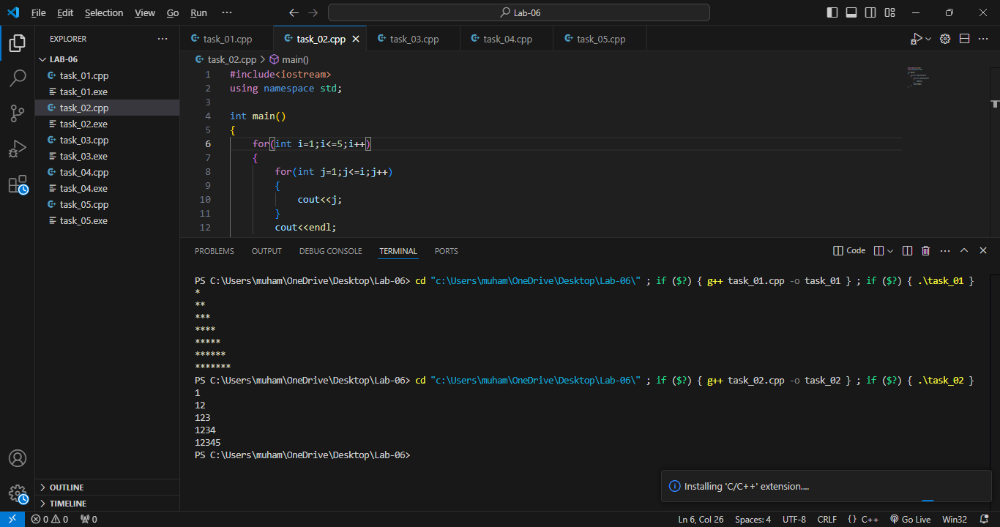 File Edit Selection View Go Run ··· Lab-06
EXPLORER ···
LAB-06
task_01.cpp
task_01.exe
task_02.cpp
task_02.exe
task_03.cpp
task_03.exe
task_04.cpp
task_04.exe
task_05.cpp
task_05.exe
OUTLINE
TIMELINE
task_01.cpp task_02.cpp task_03.cpp task_04.cpp task_05.cpp
task_02.cpp > main()
1 #include<iostream>
2 using namespace std;
3
4 int main()
5 {
6 for(int i=1;i<=5;i++)
7 {
8 for(int j=1;j<=i;j++)
9 {
10 cout<<j;
11 }
12 cout<<endl;
PROBLEMS OUTPUT DEBUG CONSOLE TERMINAL PORTS Code
PS C:\Users\muham\OneDrive\Desktop\Lab-06> cd "c:\Users\muham\OneDrive\Desktop\Lab-06\" ; if ($?) { g++ task_01.cpp -o task_01 } ; if ($?) { .\task_01 }
*
**
***
****
*****
******
*******
PS C:\Users\muham\OneDrive\Desktop\Lab-06> cd "c:\Users\muham\OneDrive\Desktop\Lab-06\" ; if ($?) { g++ task_02.cpp -o task_02 } ; if ($?) { .\task_02 }
1
12
123
1234
12345
PS C:\Users\muham\OneDrive\Desktop\Lab-06>
Installing 'C/C++' extension....
0 0 0 Ln 6, Col 26 Spaces: 4 UTF-8 CRLF {} C++ Go Live Win32